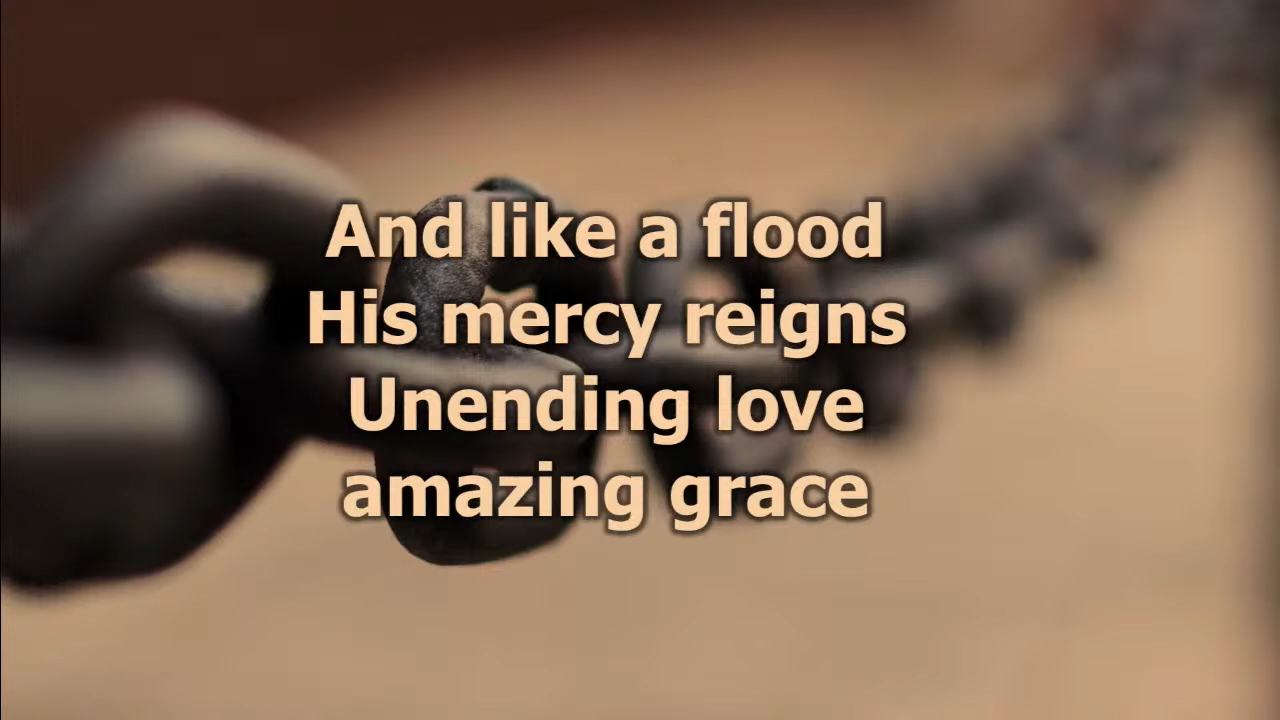 And like a flood
His mercy reigns
Unending love
amazing grace